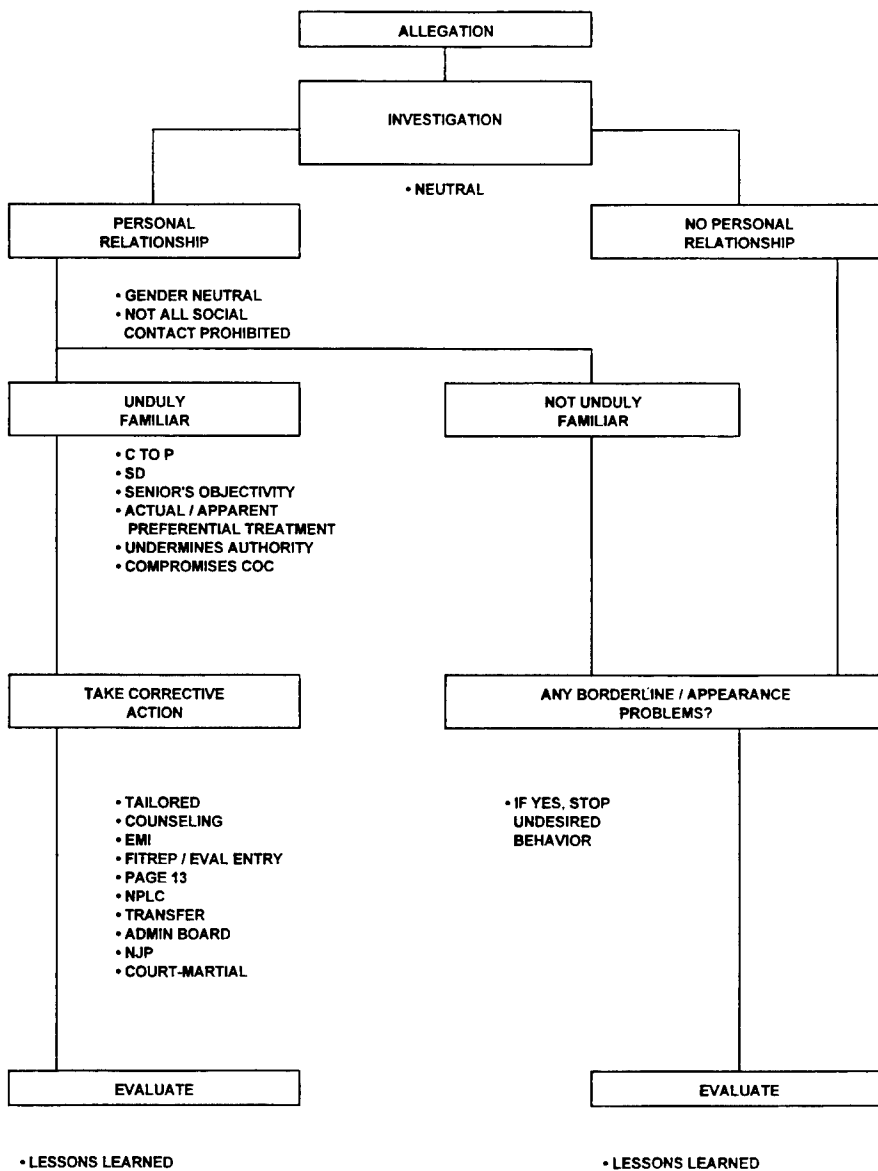 ALLEGATION
INVESTIGATION
• NEUTRAL
PERSONAL
RELATIONSHIP
NO PERSONAL
RELATIONSHIP
• GENDER NEUTRAL
• NOT ALL SOCIAL
CONTACT PROHIBITED
UNDULY
FAMILIAR
NOT UNDULY
FAMILIAR
• C TO P
• SD
• SENIOR'S OBJECTIVITY
• ACTUAL / APPARENT
PREFERENTIAL TREATMENT
• UNDERMINES AUTHORITY
• COMPROMISES COC
TAKE CORRECTIVE
ACTION
ANY BORDERLINE / APPEARANCE
PROBLEMS?
• TAILORED
• COUNSELING
• EMI
• FITREP / EVAL ENTRY
• PAGE 13
• NPLC
• TRANSFER
• ADMIN BOARD
• NJP
• COURT-MARTIAL
• IF YES, STOP
UNDESIRED
BEHAVIOR
EVALUATE
EVALUATE
• LESSONS LEARNED
• LESSONS LEARNED